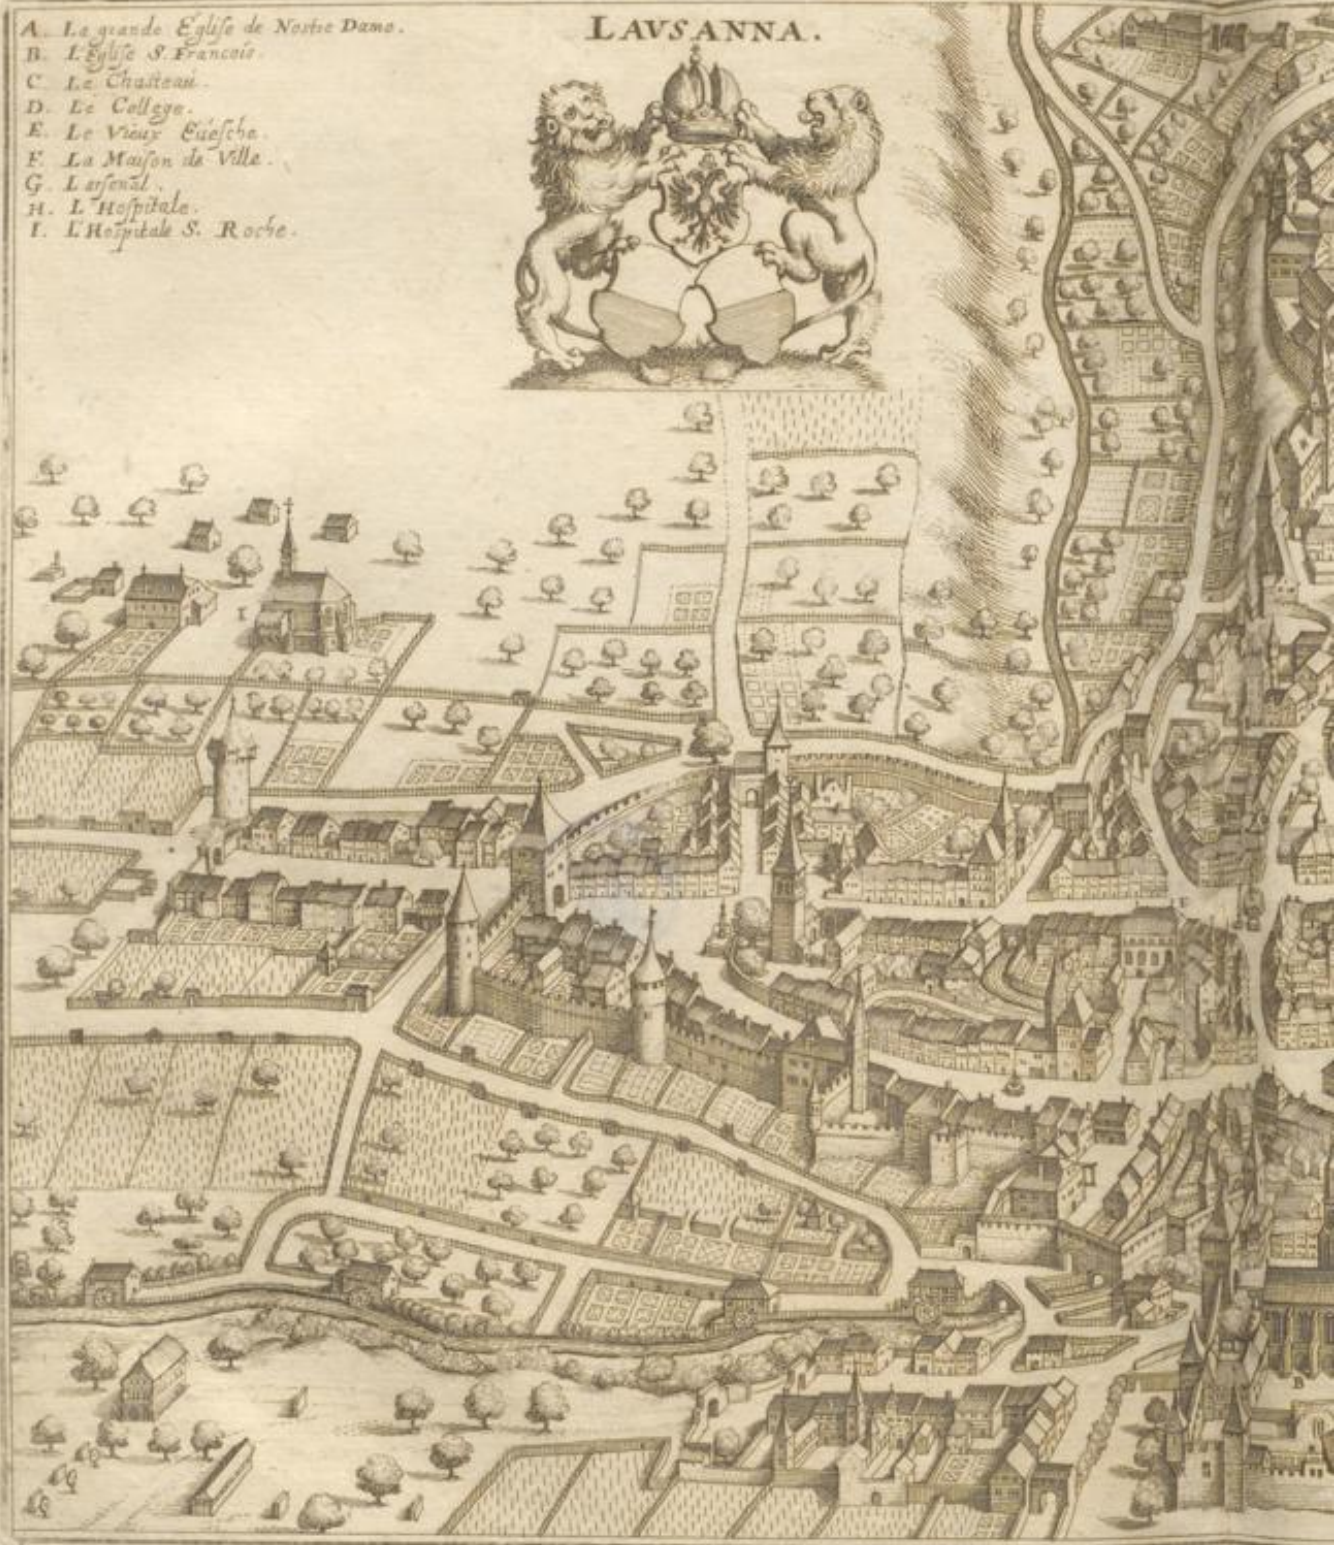 LAVSANNA.
A. La grande Eglise de Nostre Dame.
B. L'Eglise S. Francois.
C. Le Chasteau.
D. Le College.
E. Le Vieux Euesche.
F. La Maison de Ville.
G. L'arsenal.
H. L'Hospitale.
I. L'Hospitale S. Roche.
I
F
B